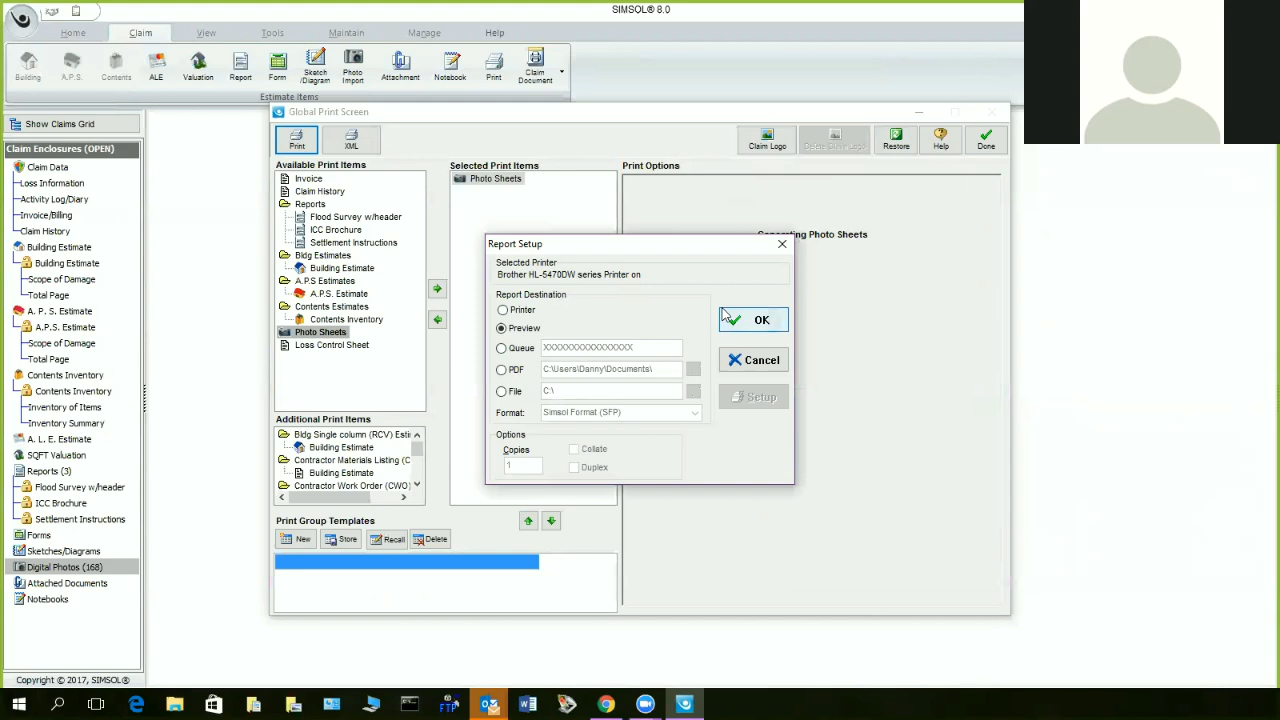 SIMSOL® 8.0
Home Claim View Tools Maintain Manage Help
Building A.P.S. Contents ALE Valuation Report Form Sketch /Diagram Photo Import Attachment Notebook Print Claim Document
Estimate Items
Show Claims Grid
Claim Enclosures (OPEN)
Claim Data
Loss Information
Activity Log/Diary
Invoice/Billing
Claim History
Building Estimate
Building Estimate
Scope of Damage
Total Page
A. P. S. Estimate
A.P.S. Estimate
Scope of Damage
Total Page
Contents Inventory
Contents Inventory
Inventory of Items
Inventory Summary
A. L. E. Estimate
SQFT Valuation
Reports (3)
Flood Survey w/header
ICC Brochure
Settlement Instructions
Forms
Sketches/Diagrams
Digital Photos (168)
Attached Documents
Notebooks
Copyright © 2017, SIMSOL®
Global Print Screen
Print XML Claim Logo Delete Claim Logo Restore Help Done
Available Print Items
Invoice
Claim History
Reports
Flood Survey w/header
ICC Brochure
Settlement Instructions
Bldg Estimates
Building Estimate
A.P.S Estimates
A.P.S. Estimate
Contents Estimates
Contents Inventory
Photo Sheets
Loss Control Sheet
Additional Print Items
Bldg Single column (RCV) Esti
Building Estimate
Contractor Materials Listing (C
Building Estimate
Contractor Work Order (CWO)
Print Group Templates
New Store Recall Delete
Selected Print Items
Photo Sheets
Print Options
Generating Photo Sheets
Report Setup
Selected Printer
Brother HL-5470DW series Printer on
Report Destination
Printer
Preview
Queue XXXXXXXXXXXXXXXX
PDF C:\Users\Danny\Documents\
File C:\
Format: Simsol Format (SFP)
Options
Copies
1
Collate
Duplex
OK
Cancel
Setup
FTP